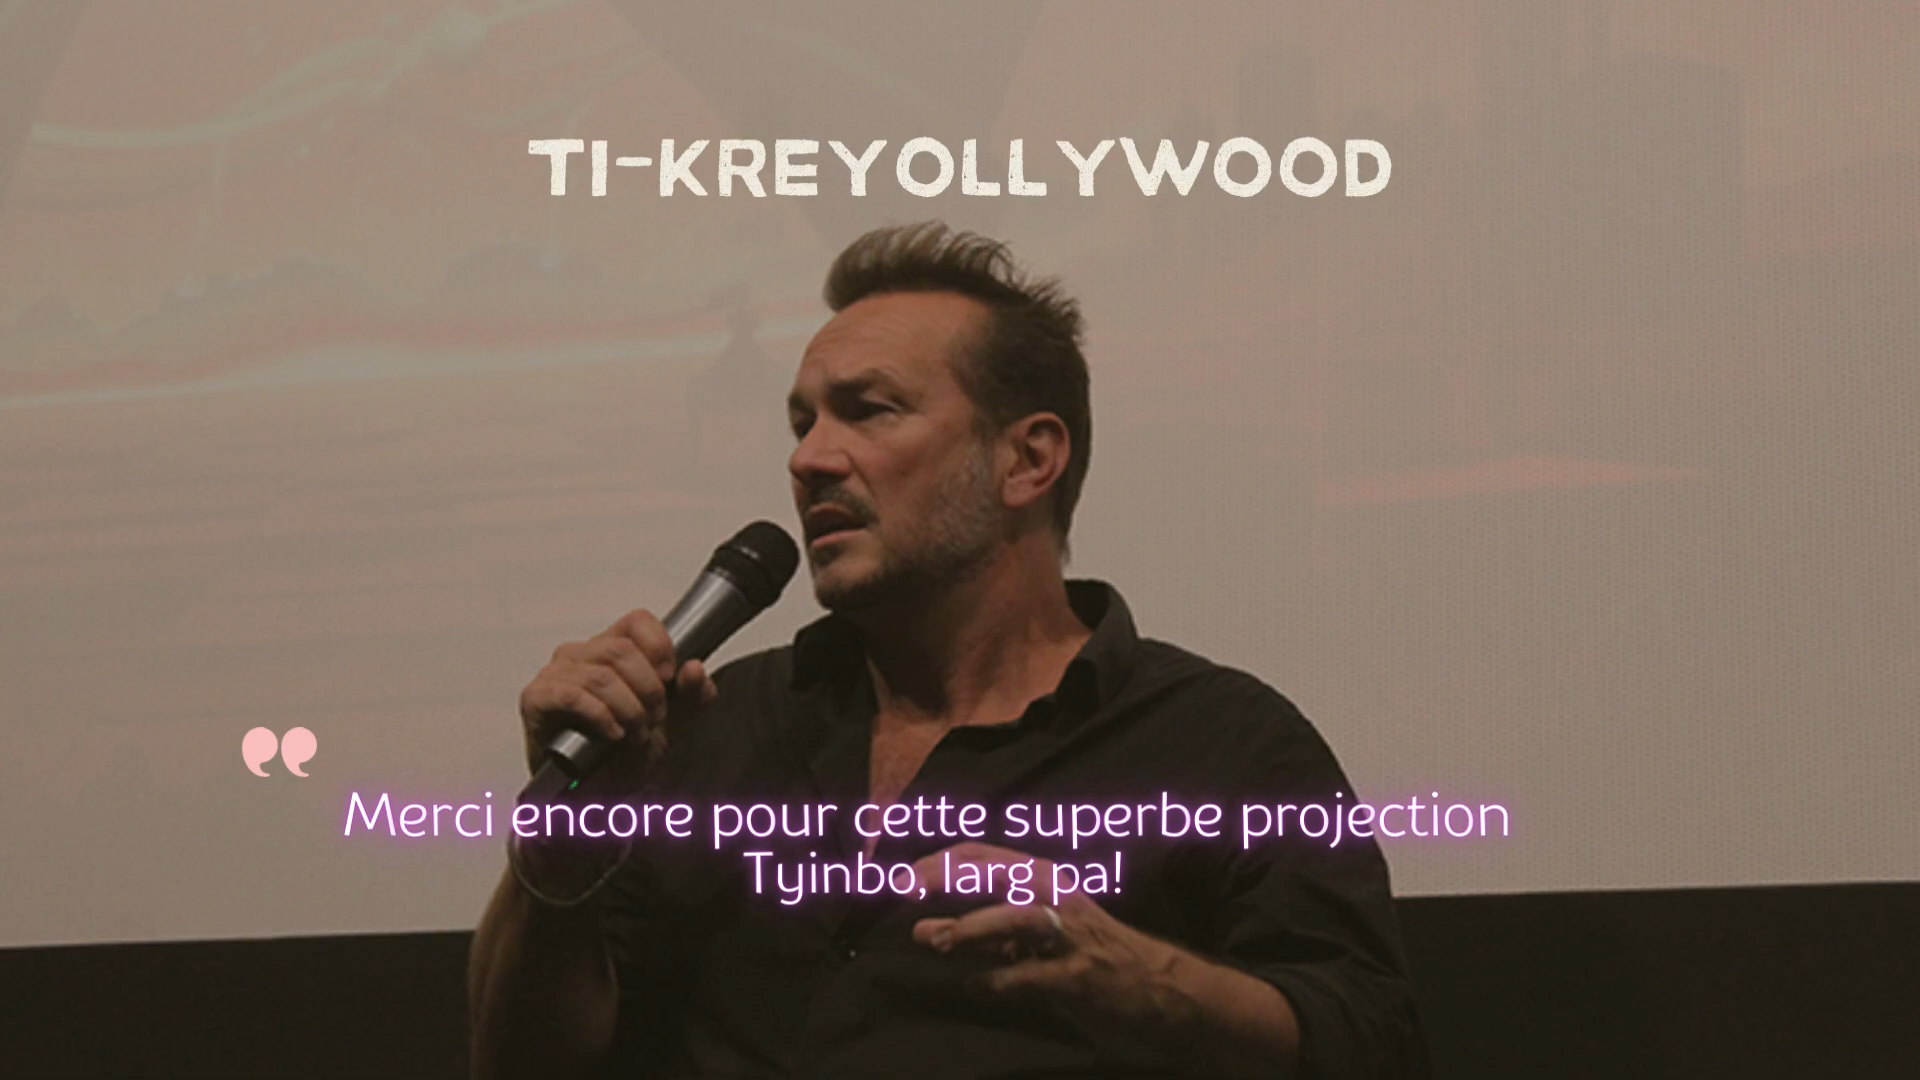 TI-KREYOLLYWOOD
”
Merci encore pour cette superbe projection
Tyinbo, larg pa!